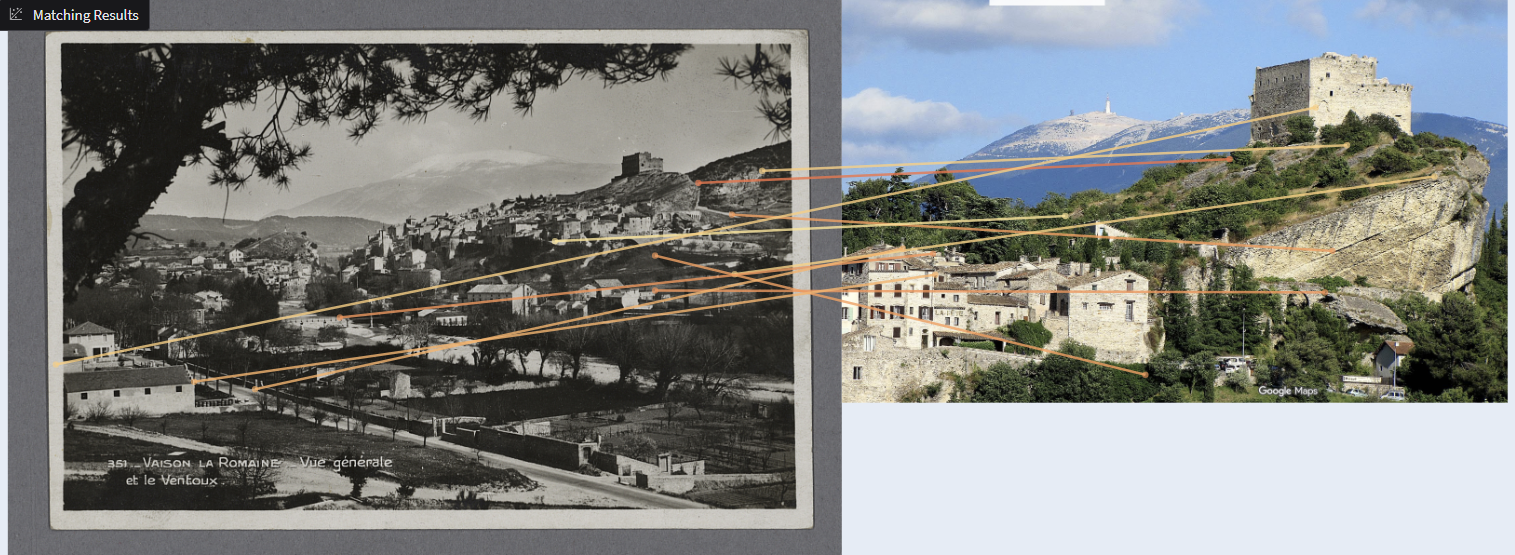 Matching Results
351 _ VAISON LA ROMAINE _ Vue générale
et le Ventoux
Google Maps